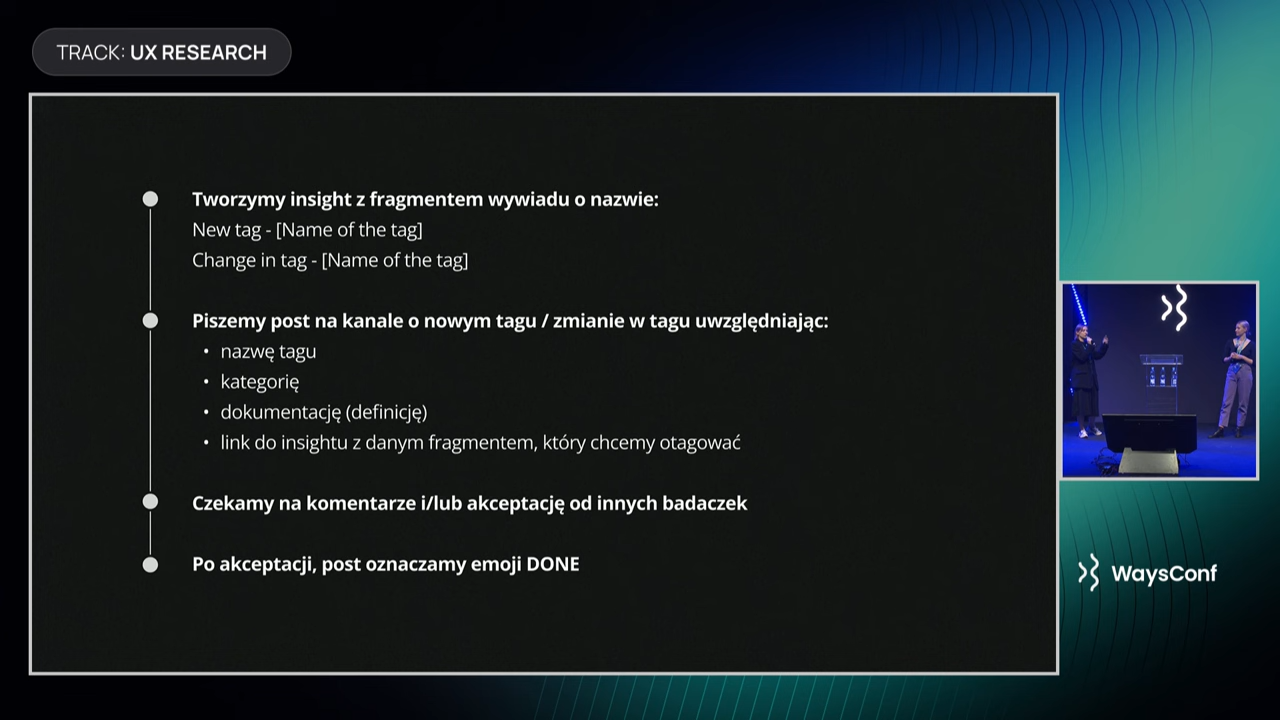 TRACK: UX RESEARCH
Tworzymy insight z fragmentem wywiadu o nazwie:
New tag - [Name of the tag]
Change in tag - [Name of the tag]
Piszemy post na kanale o nowym tagu / zmianie w tagu uwzględniając:
• nazwę tagu
• kategorię
• dokumentację (definicję)
• link do insightu z danym fragmentem, który chcemy otagować
Czekamy na komentarze i/lub akceptację od innych badaczek
Po akceptacji, post oznaczamy emoji DONE
WaysConf